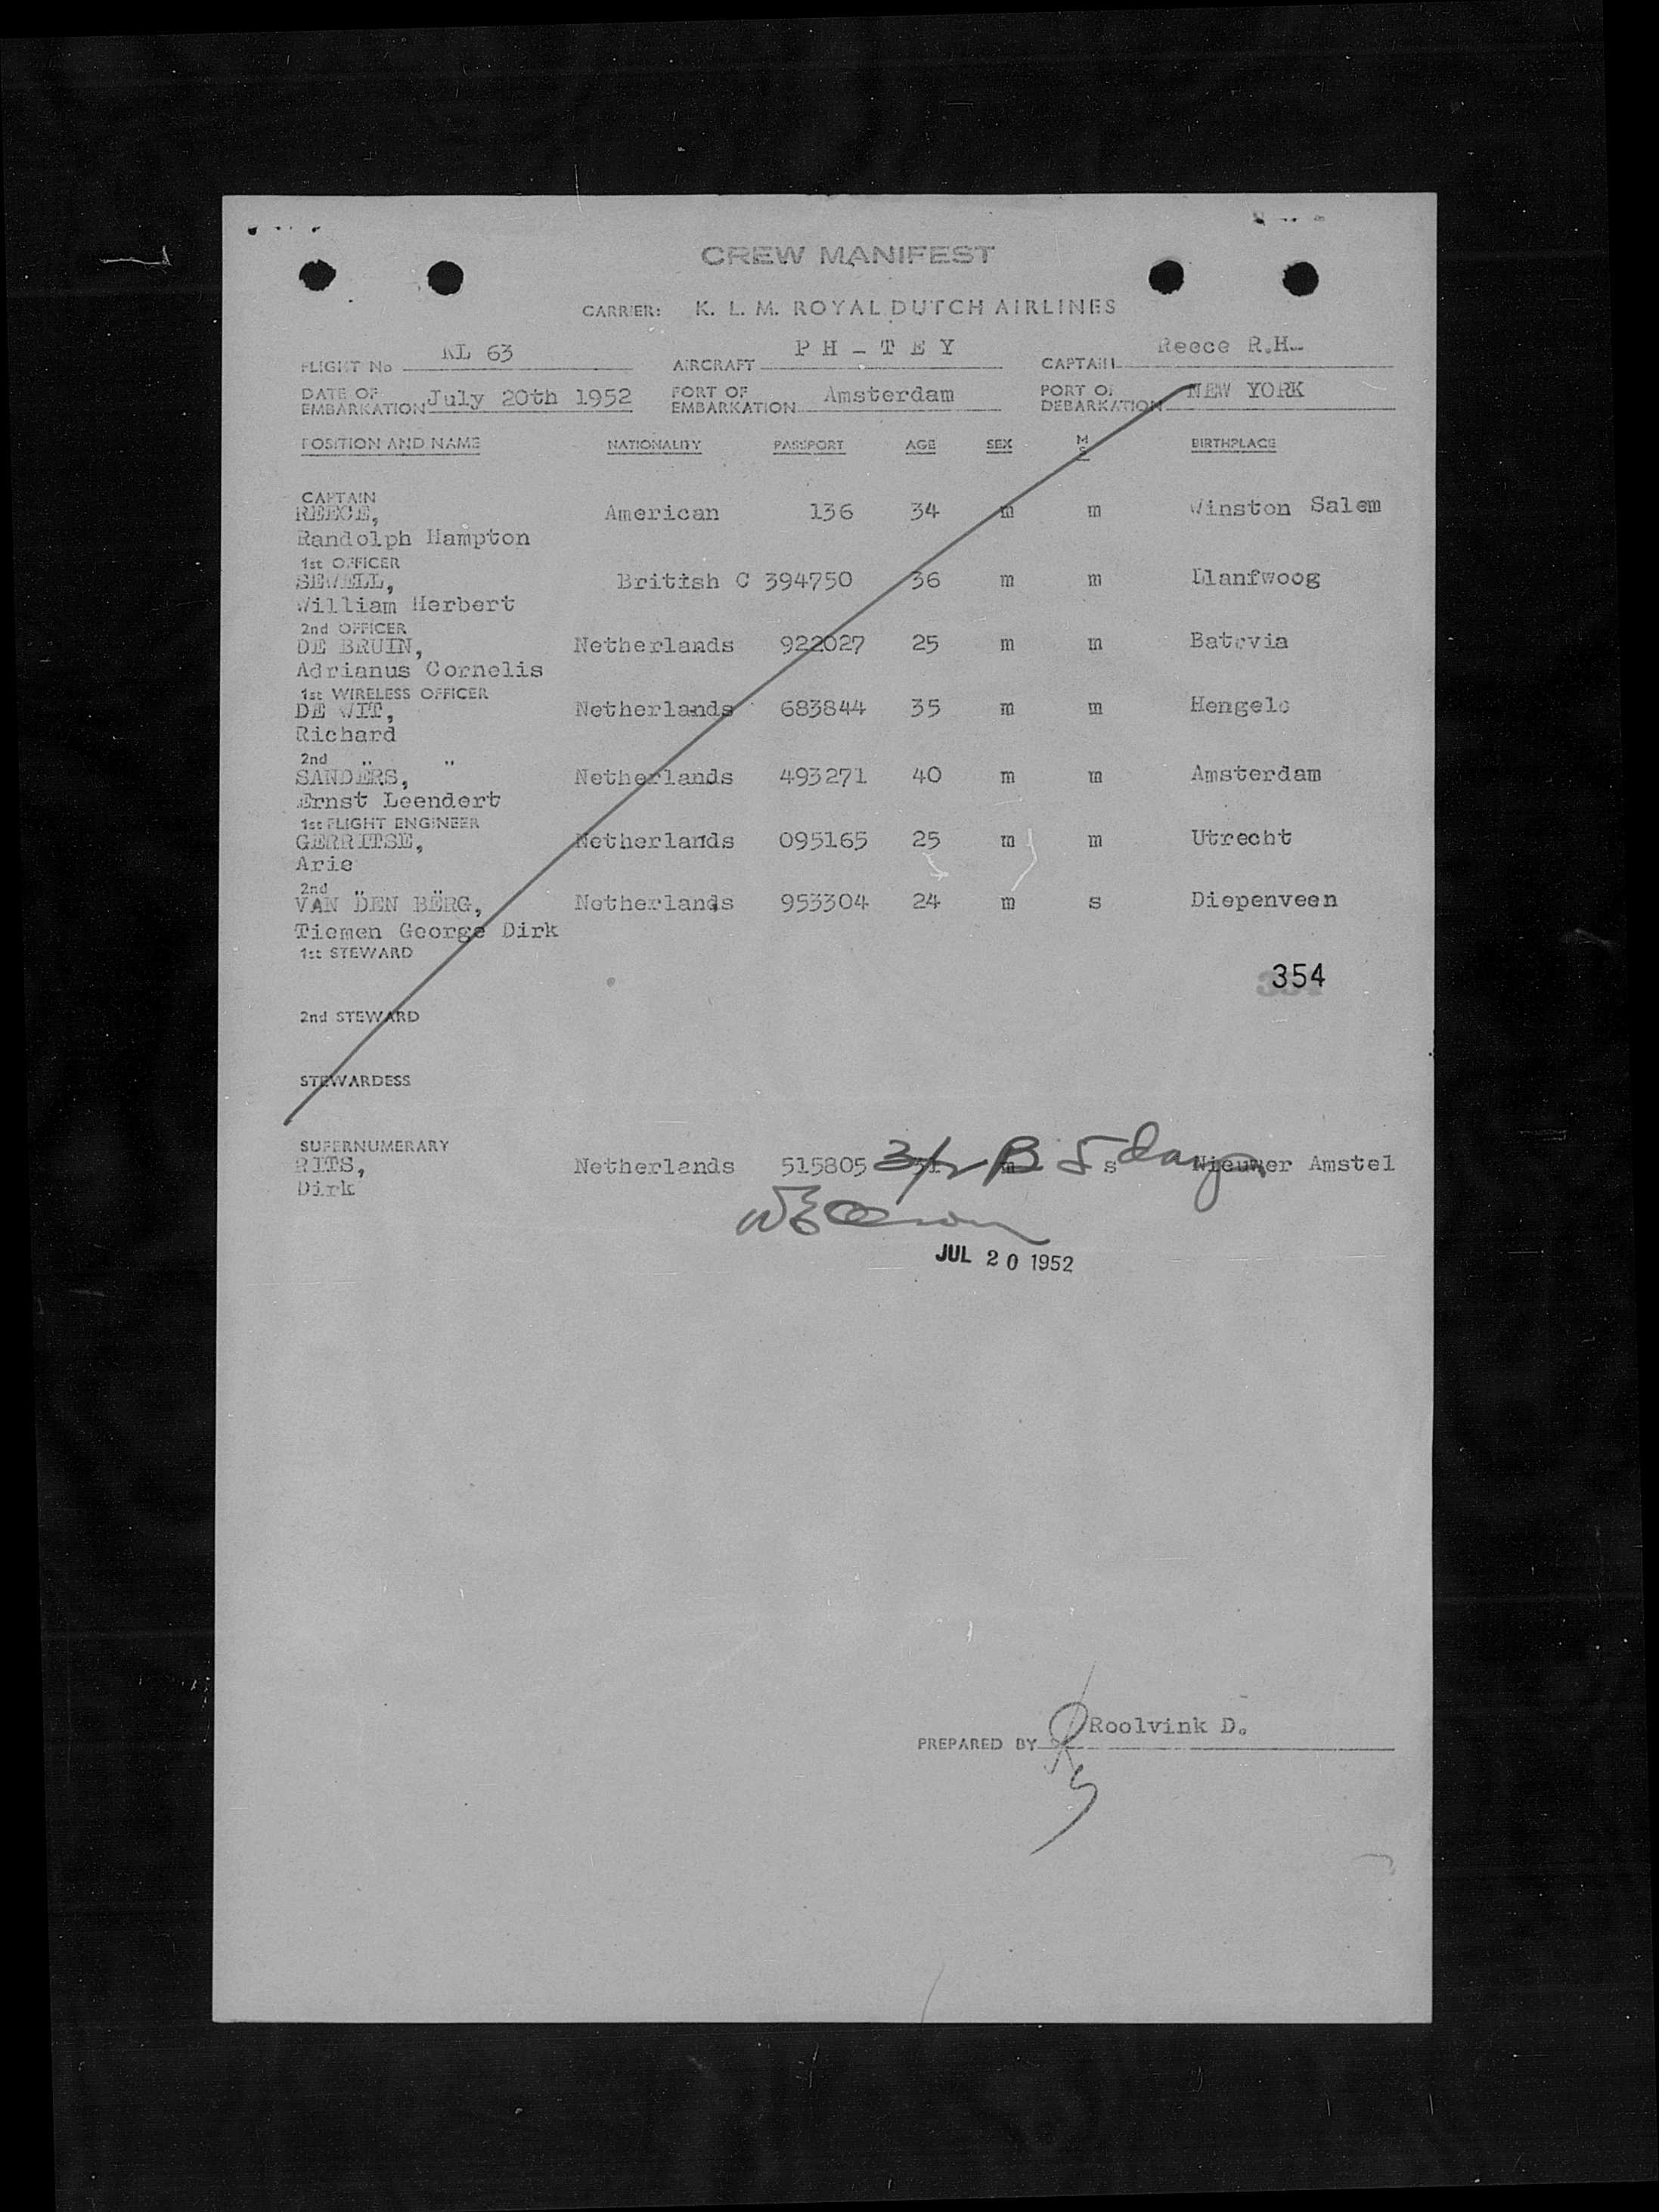 CREW MANIFEST
CARRIER: K. L. M. ROYAL DUTCH AIRLINES
FLIGHT No KL 63 AIRCRAFT PH-TEY CAPTAIN Reece R.H.
DATE OF EMBARKATION July 20th 1952 PORT OF EMBARKATION Amsterdam PORT OF DEBARKATION NEW YORK
POSITION AND NAME NATIONALITY PASSPORT AGE SEX M S BIRTHPLACE
CAPTAIN
REECE, American 136 34 m m Winston Salem
Randolph Hampton
1st OFFICER
SEWELL, British C 394750 36 m m Llanfwoog
William Herbert
2nd OFFICER
DE BRUIN, Netherlands 922027 25 m m Batavia
Adrianus Cornelis
1st WIRELESS OFFICER
DE WIT, Netherlands 683844 35 m m Hengelo
Richard
2nd " "
SANDERS, Netherlands 493271 40 m m Amsterdam
Ernst Leendert
1st FLIGHT ENGINEER
GERRITSE, Netherlands 095165 25 m m Utrecht
Arie
2nd " "
VAN DEN BERG, Netherlands 953304 24 m s Diepenveen
Tiemen George Dirk
1st STEWARD
354
2nd STEWARD
STEWARDESS
SUPERNUMERARY
RITS, Netherlands 515805 m s Nieuwer Amstel
Dirk
JUL 20 1952
PREPARED BY Roolvink D.